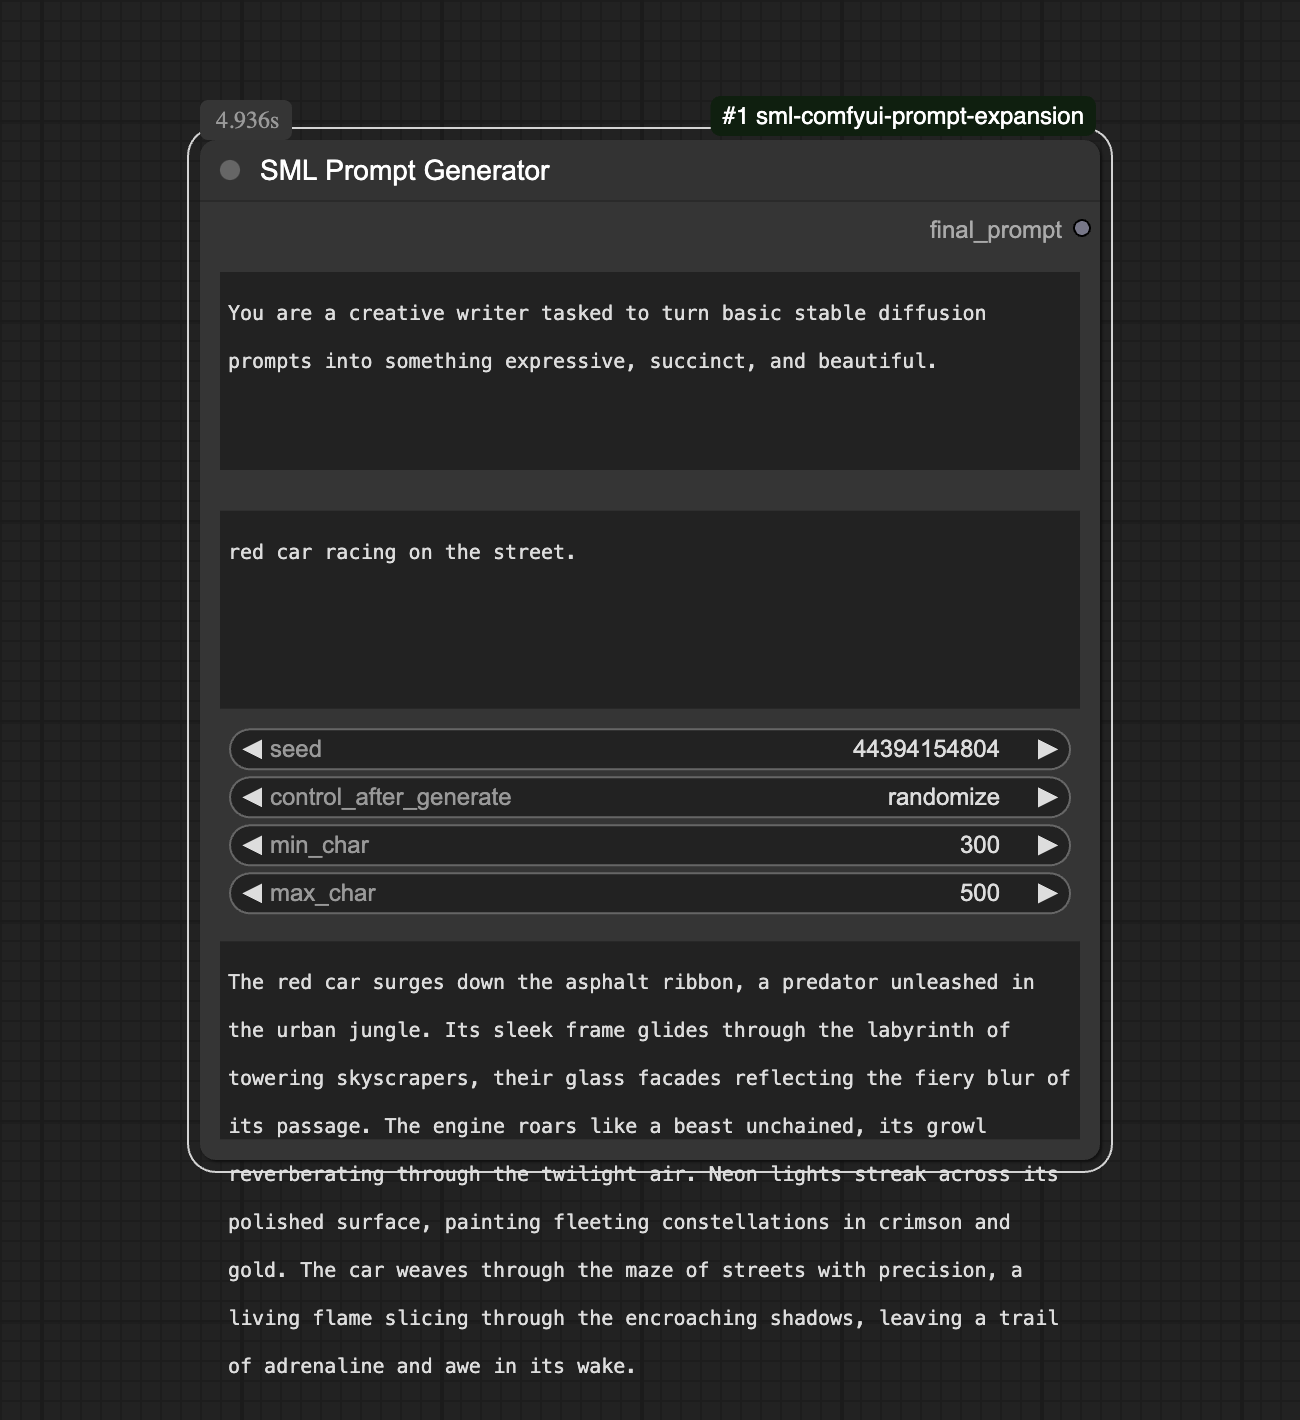 4.936s
#1 sml-comfyui-prompt-expansion
SML Prompt Generator
final_prompt
You are a creative writer tasked to turn basic stable diffusion
prompts into something expressive, succinct, and beautiful.
red car racing on the street.
seed 44394154804
control_after_generate randomize
min_char 300
max_char 500
The red car surges down the asphalt ribbon, a predator unleashed in
the urban jungle. Its sleek frame glides through the labyrinth of
towering skyscrapers, their glass facades reflecting the fiery blur of
its passage. The engine roars like a beast unchained, its growl
reverberating through the twilight air. Neon lights streak across its
polished surface, painting fleeting constellations in crimson and
gold. The car weaves through the maze of streets with precision, a
living flame slicing through the encroaching shadows, leaving a trail
of adrenaline and awe in its wake.